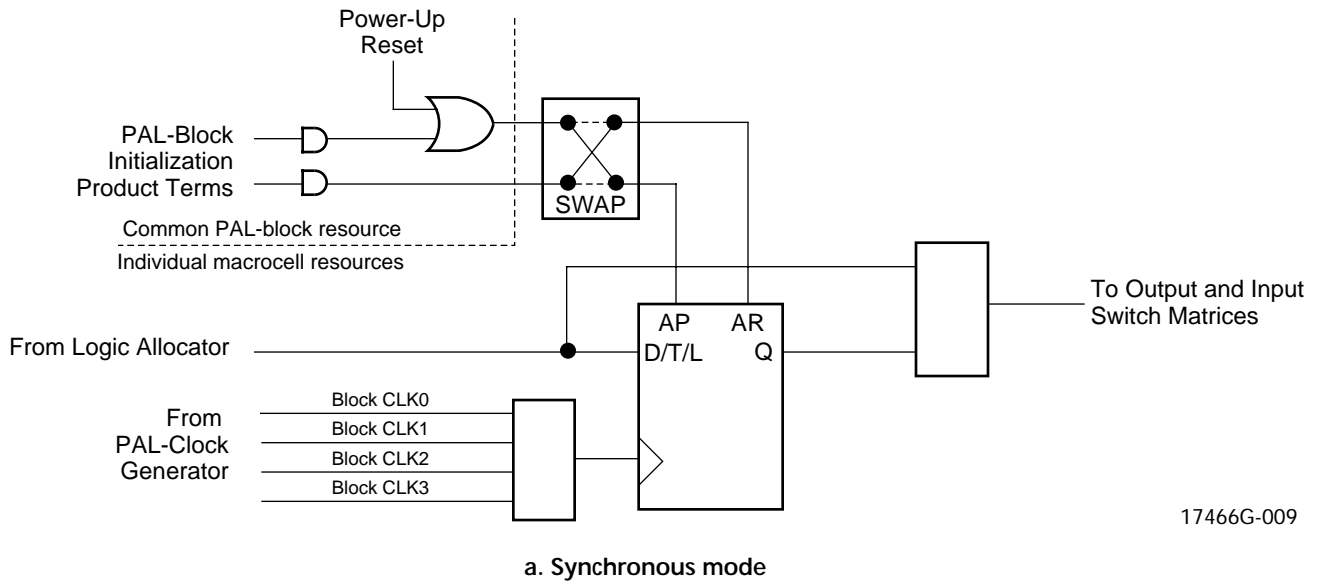 Power-Up
Reset
PAL-Block
Initialization
Product Terms
SWAP
Common PAL-block resource
Individual macrocell resources
To Output and Input
Switch Matrices
AP AR
From Logic Allocator
D/T/L Q
From
PAL-Clock
Generator
Block CLK0
Block CLK1
Block CLK2
Block CLK3
17466G-009
a. Synchronous mode